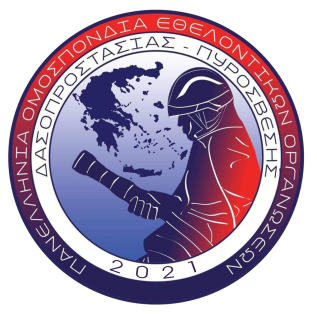 ΠΑΝΕΛΛΗΝΙΑ ΟΜΟΣΠΟΝΔΙΑ ΕΘΕΛΟΝΤΙΚΩΝ ΟΡΓΑΝΩΣΕΩΝ
ΔΑΣΟΠΡΟΣΤΑΣΙΑΣ - ΠΥΡΟΣΒΕΣΗΣ
2021